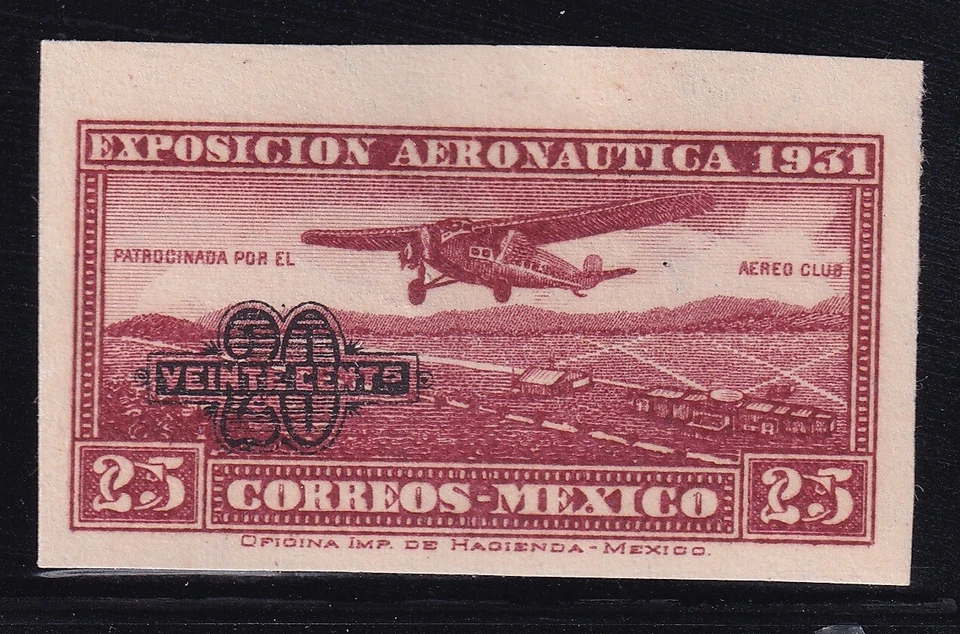 EXPOSICION AERONAUTICA 1931
PATROCINADA POR EL
AEREO CLUB
20
VEINTE CENTS
25
CORREOS-MEXICO
25
OFICINA IMP. DE HACIENDA-MEXICO.